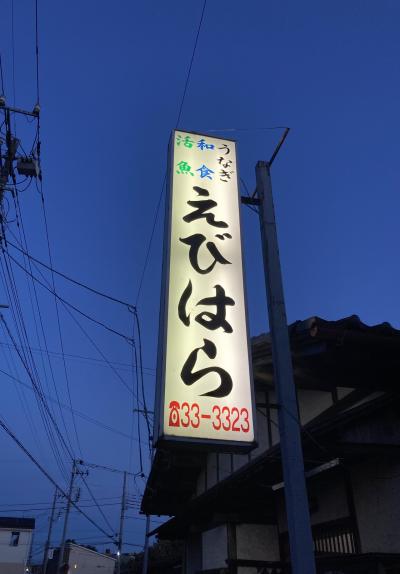 うなぎ
和食
活魚
えびはら
☎33-3323